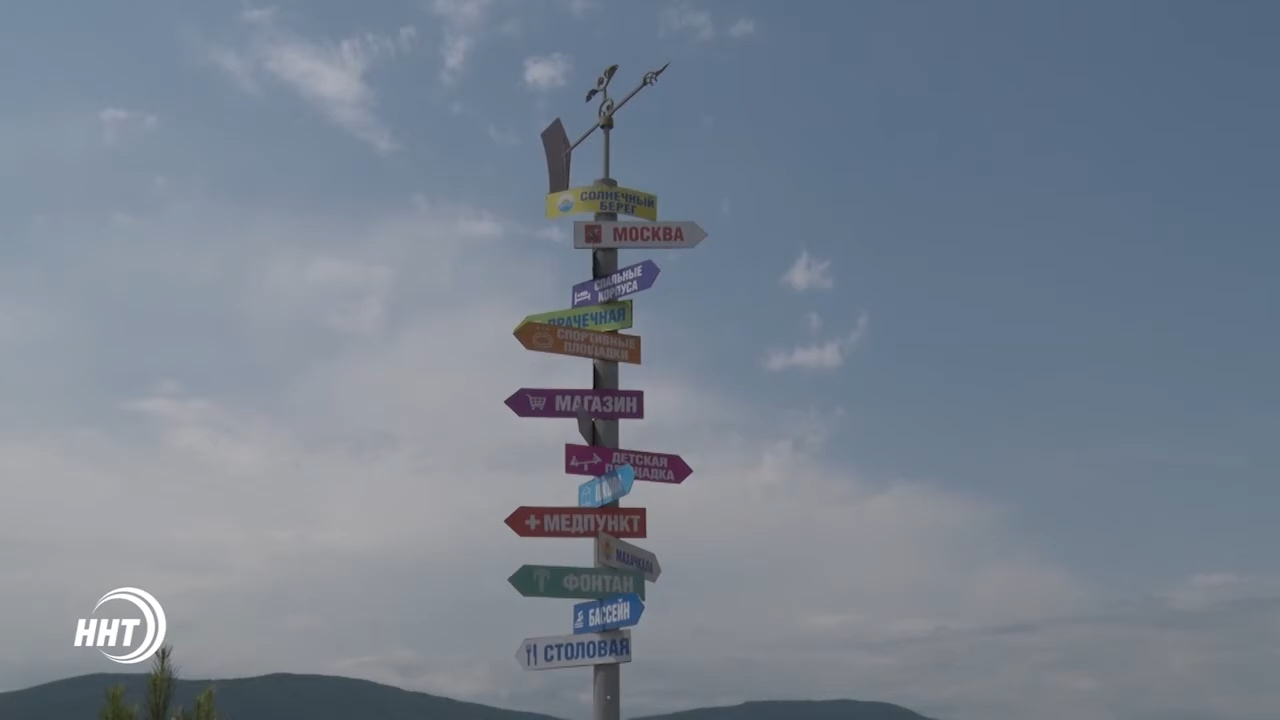 СОЛНЕЧНЫЙ
БЕРЕГ
МОСКВА
СПАЛЬНЫЕ
КОРПУСА
ПРАЧЕЧНАЯ
СПОРТИВНЫЕ
ПЛОЩАДКИ
МАГАЗИН
ДЕТСКАЯ
ПЛОЩАДКА
МЕДПУНКТ
МАХАЧКАЛА
ФОНТАН
БАССЕЙН
СТОЛОВАЯ
ННТ